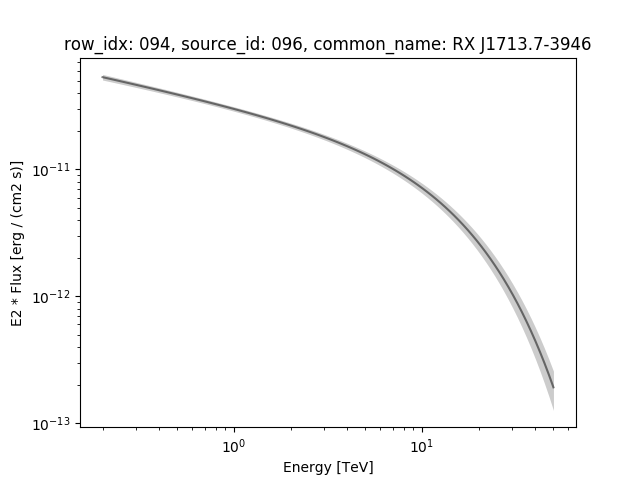 row_idx: 094, source_id: 096, common_name: RX J1713.7-3946
E2 * Flux [erg / (cm2 s)]
10⁻¹¹
10⁻¹²
10⁻¹³
10⁰ 10¹
Energy [TeV]